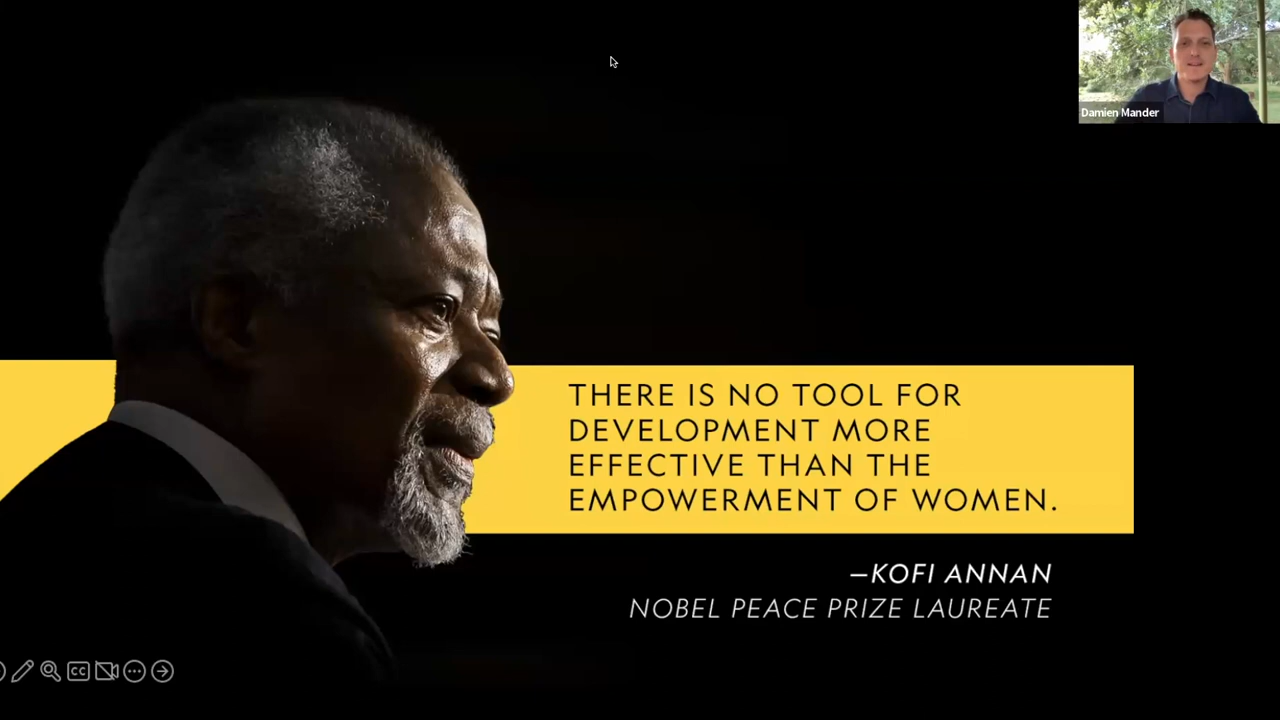 Damien Mander
THERE IS NO TOOL FOR
DEVELOPMENT MORE
EFFECTIVE THAN THE
EMPOWERMENT OF WOMEN.
—KOFI ANNAN
NOBEL PEACE PRIZE LAUREATE
CC